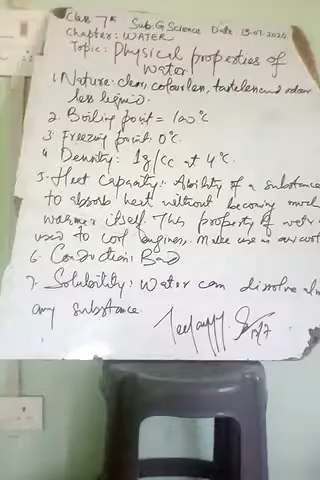 Class 7th Sub: G Science Date 13-07-2020
Chapter: WATER
Topic: Physical properties of
water
1. Nature: clear, colourless, tasteless and odour
less liquid.
2. Boiling point = 100°C
3. Freezing point: 0°C.
4. Density: 1g/cc at 4°C.
5. Heat Capacity: Ability of a substance
to absorb heat without becoming much
warmer itself. This property of water
used to cool engines. Make use in
6. Conduction: Bad
7. Solubility: Water can dissolve
any substance.